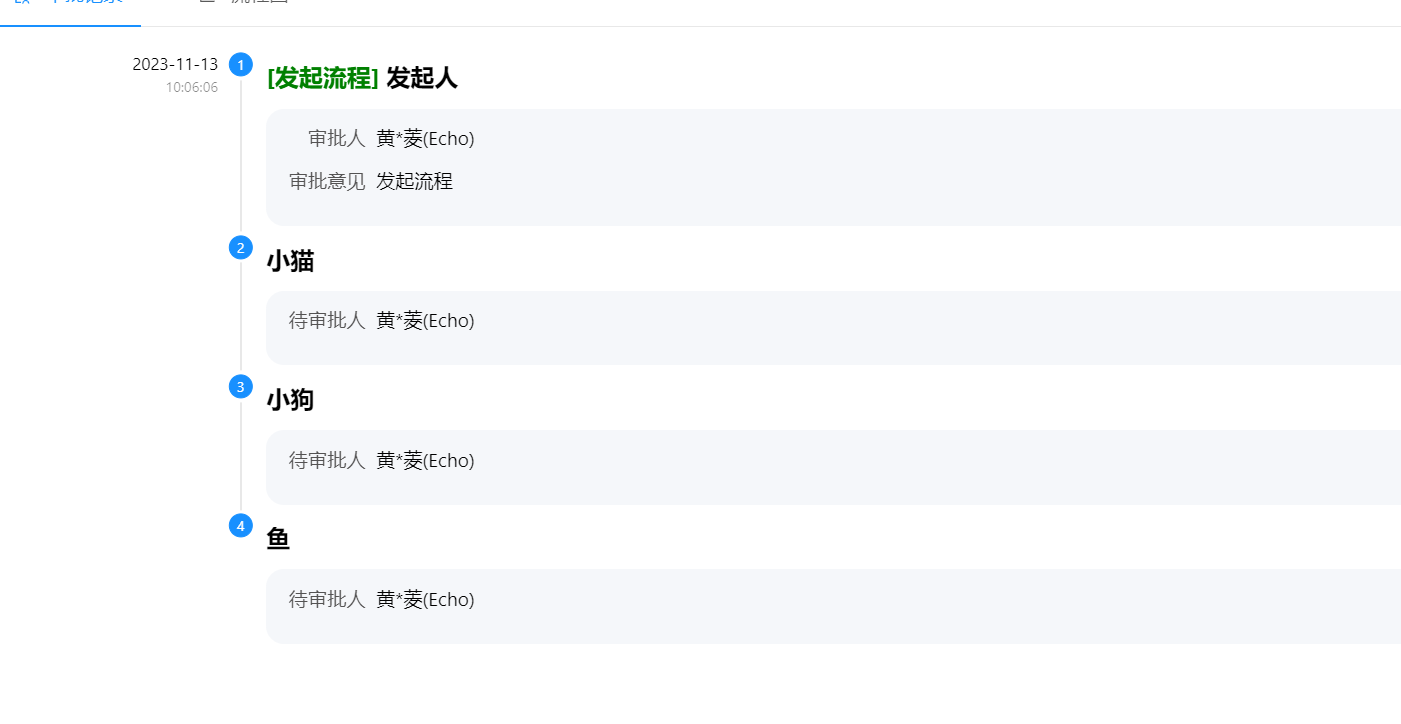 2023-11-13
10:06:06
1
[发起流程] 发起人
审批人 黄*菱(Echo)
审批意见 发起流程
2
小猫
待审批人 黄*菱(Echo)
3
小狗
待审批人 黄*菱(Echo)
4
鱼
待审批人 黄*菱(Echo)